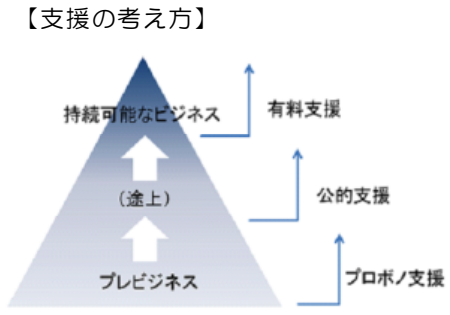 【支援の考え方】
持続可能なビジネス
有料支援
(途上)
公的支援
プレビジネス
プロボノ支援